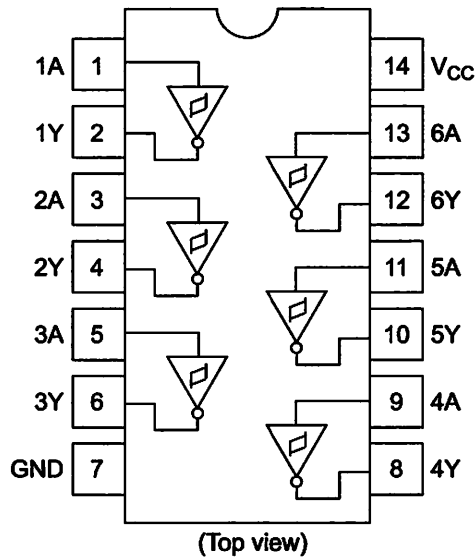 1A 1 14 VCC
1Y 2 13 6A
2A 3 12 6Y
2Y 4 11 5A
3A 5 10 5Y
3Y 6 9 4A
GND 7 8 4Y
(Top view)